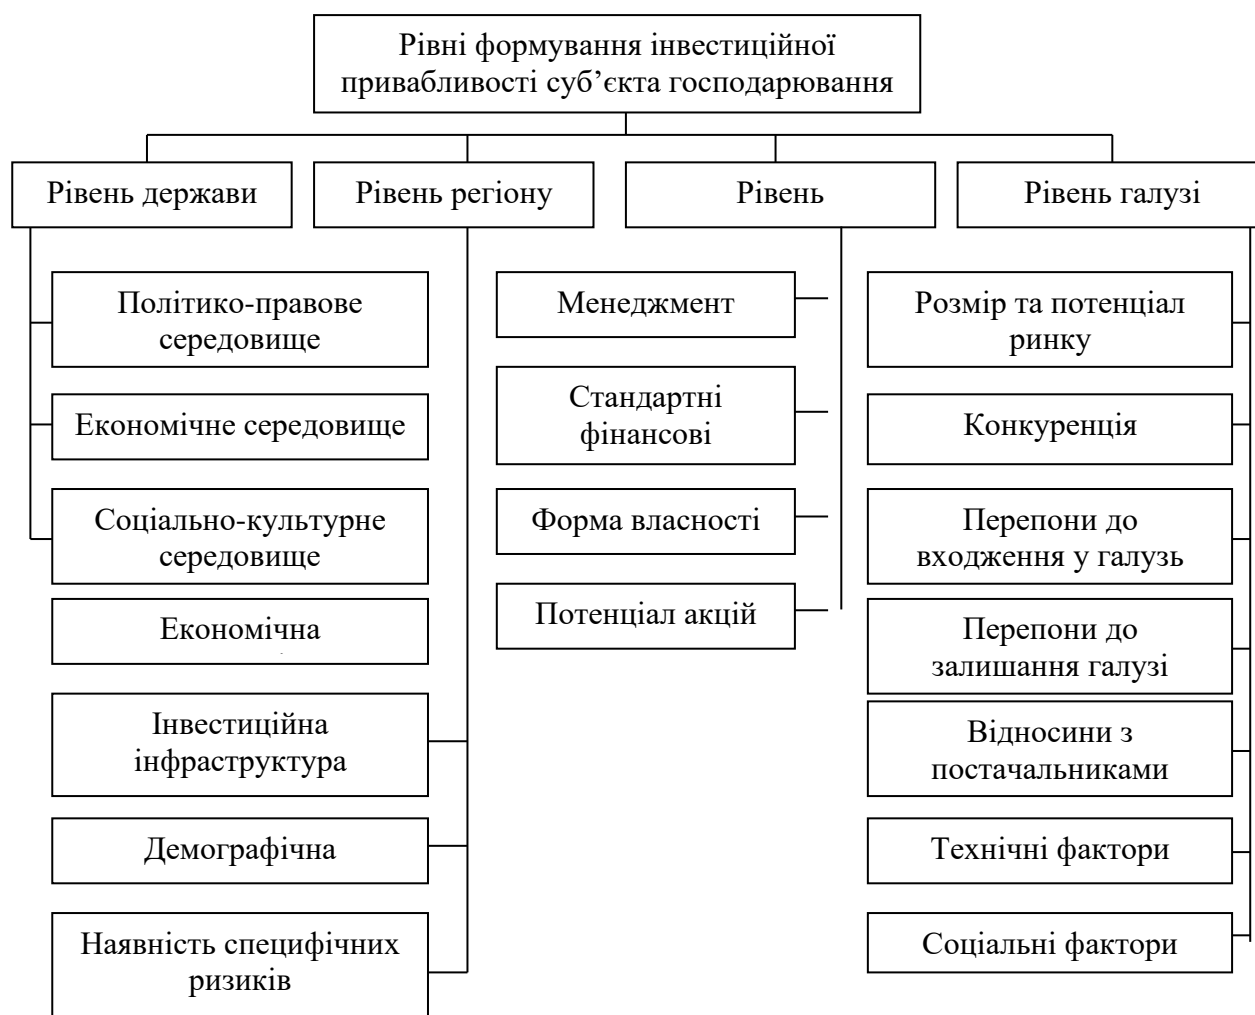 Рівні формування інвестиційної
привабливості суб’єкта господарювання
Рівень держави
Рівень регіону
Рівень
Рівень галузі
Політико-правове
середовище
Економічне середовище
Соціально-культурне
середовище
Економічна
Інвестиційна
інфраструктура
Демографічна
Наявність специфічних
ризиків
Менеджмент
Стандартні
фінансові
Форма власності
Потенціал акцій
Розмір та потенціал
ринку
Конкуренція
Перепони до
входження у галузь
Перепони до
залишання галузі
Відносини з
постачальниками
Технічні фактори
Соціальні фактори